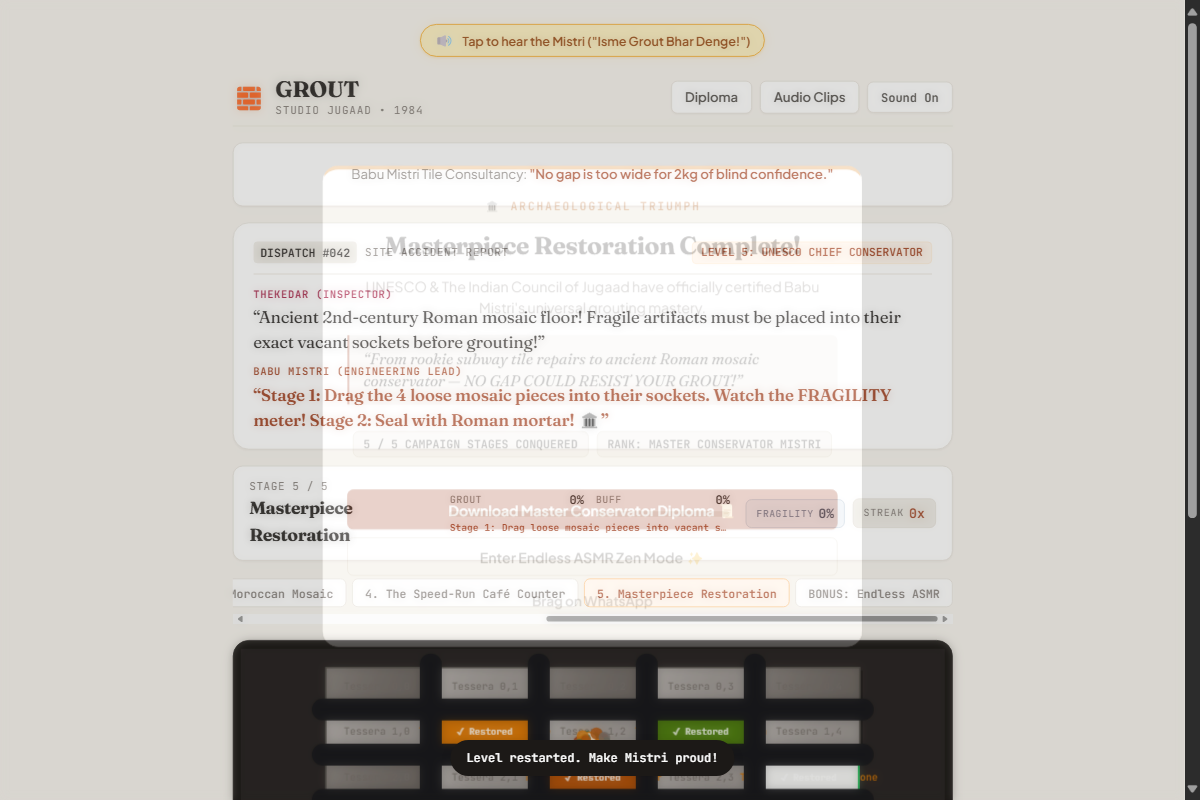 Tap to hear the Mistri ("Isme Grout Bhar Denge!")
GROUT
STUDIO JUGAAD • 1984
Diploma
Audio Clips
Sound On
Babu Mistri Tile Consultancy: "No gap is too wide for 2kg of blind confidence."
🏛️ ARCHAEOLOGICAL TRIUMPH
Masterpiece Restoration Complete!
DISPATCH #042
SITE ACCIDENT REPORT
LEVEL 5: UNESCO CHIEF CONSERVATOR
UNESCO & The Indian Council of Jugaad have officially certified Babu
Mistri's universal grouting mastery.
THEKEDAR (INSPECTOR)
“Ancient 2nd-century Roman mosaic floor! Fragile artifacts must be placed into their
exact vacant sockets before grouting!”
“From rookie subway tile repairs to ancient Roman mosaic
conservator — NO GAP COULD RESIST YOUR GROUT!”
BABU MISTRI (ENGINEERING LEAD)
“Stage 1: Drag the 4 loose mosaic pieces into their sockets. Watch the FRAGILITY
meter! Stage 2: Seal with Roman mortar! 🏛️”
5 / 5 CAMPAIGN STAGES CONQUERED
RANK: MASTER CONSERVATOR MISTRI
STAGE 5 / 5
Masterpiece
Restoration
GROUT 0%
BUFF 0%
Download Master Conservator Diploma
Stage 1: Drag loose mosaic pieces into vacant s…
FRAGILITY 0%
STREAK 0x
Enter Endless ASMR Zen Mode ✨
Moroccan Mosaic
4. The Speed-Run Café Counter
5. Masterpiece Restoration
BONUS: Endless ASMR
Brag on WhatsApp
Tessera 0,1
Tessera 0,3
Tessera 1,0
✓ Restored
1,2
✓ Restored
Tessera 1,4
Level restarted. Make Mistri proud!
✓ Restored
one